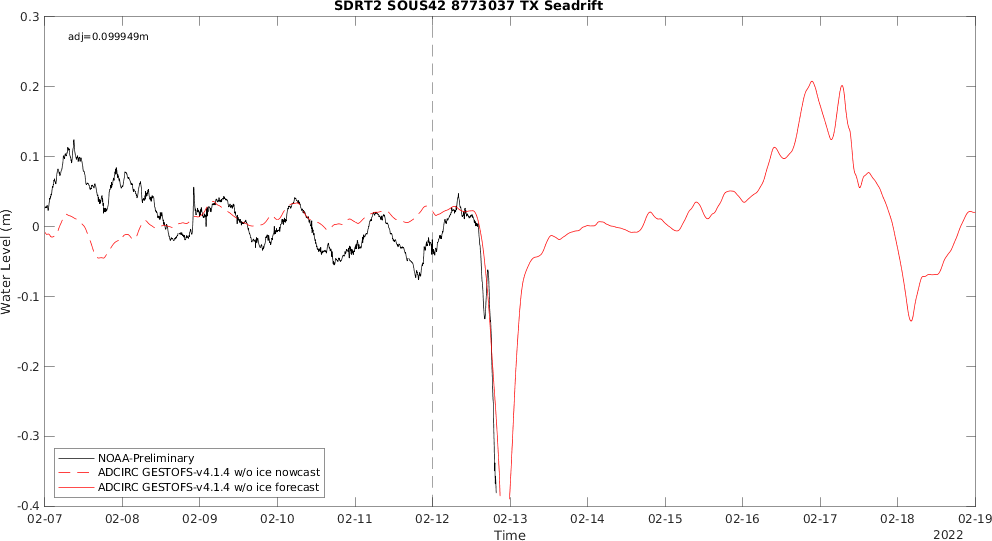 SDRT2 SOUS42 8773037 TX Seadrift
adj=0.099949m
0.3
0.2
0.1
0
-0.1
-0.2
-0.3
-0.4
Water Level (m)
NOAA-Preliminary
ADCIRC GESTOFS-v4.1.4 w/o ice nowcast
ADCIRC GESTOFS-v4.1.4 w/o ice forecast
02-07 02-08 02-09 02-10 02-11 02-12 02-13 02-14 02-15 02-16 02-17 02-18 02-19
Time
2022